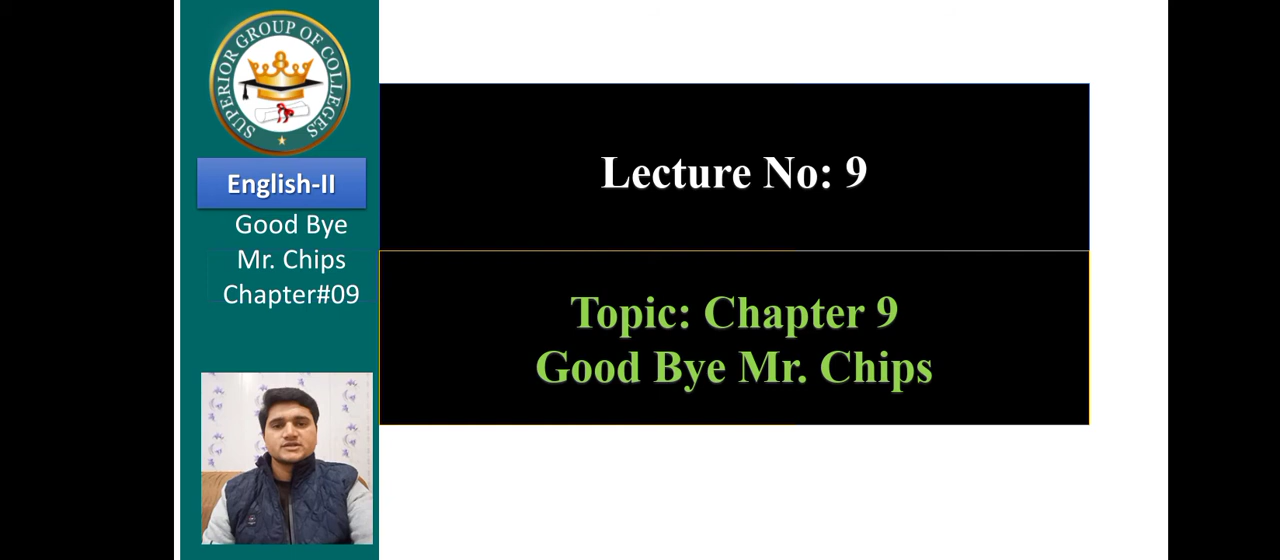 SUPERIOR GROUP OF COLLEGES
English-II
Good Bye
Mr. Chips
Chapter#09
Lecture No: 9
Topic: Chapter 9
Good Bye Mr. Chips